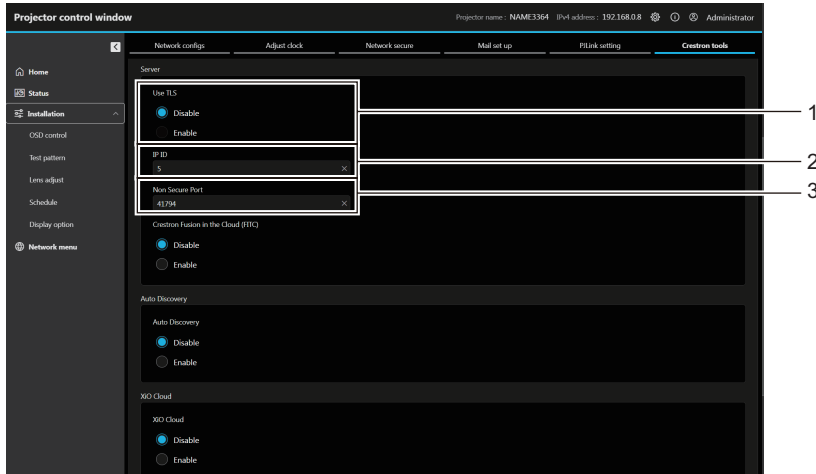 Projector control window
Projector name : NAME3364 IPv4 address : 192.168.0.8 Administrator
Network configs Adjust clock Network secure Mail set up PJLink setting Crestron tools
Home
Status
Installation
OSD control
Test pattern
Lens adjust
Schedule
Display option
Network menu
Server
Use TLS
Disable
Enable
1
IP ID
5
2
Non Secure Port
41794
3
Crestron Fusion in the Cloud (FITC)
Disable
Enable
Auto Discovery
Auto Discovery
Disable
Enable
XiO Cloud
XiO Cloud
Disable
Enable